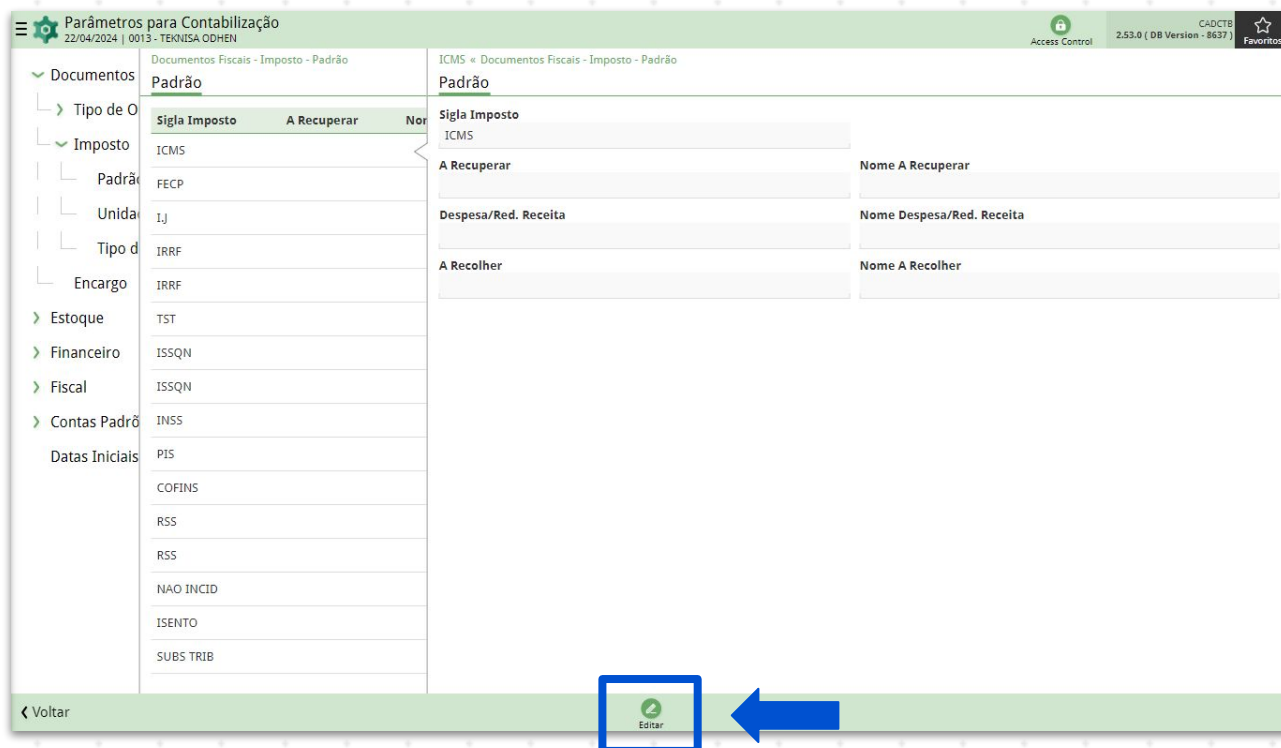 Parâmetros para Contabilização
22/04/2024 | 0013 - TEKNISA ODHEN
Access Control
CADCTB
2.53.0 ( DB Version - 8637 )
Favoritos
Documentos
Tipo de O
Imposto
Padrão
Unida
Tipo d
Encargo
Estoque
Financeiro
Fiscal
Contas Padrõ
Datas Iniciais
Documentos Fiscais - Imposto - Padrão
Padrão
Sigla Imposto A Recuperar Nor
ICMS
FECP
I.J
IRRF
IRRF
TST
ISSQN
ISSQN
INSS
PIS
COFINS
RSS
RSS
NAO INCID
ISENTO
SUBS TRIB
ICMS « Documentos Fiscais - Imposto - Padrão
Padrão
Sigla Imposto
ICMS
A Recuperar Nome A Recuperar
Despesa/Red. Receita Nome Despesa/Red. Receita
A Recolher Nome A Recolher
Voltar
Editar